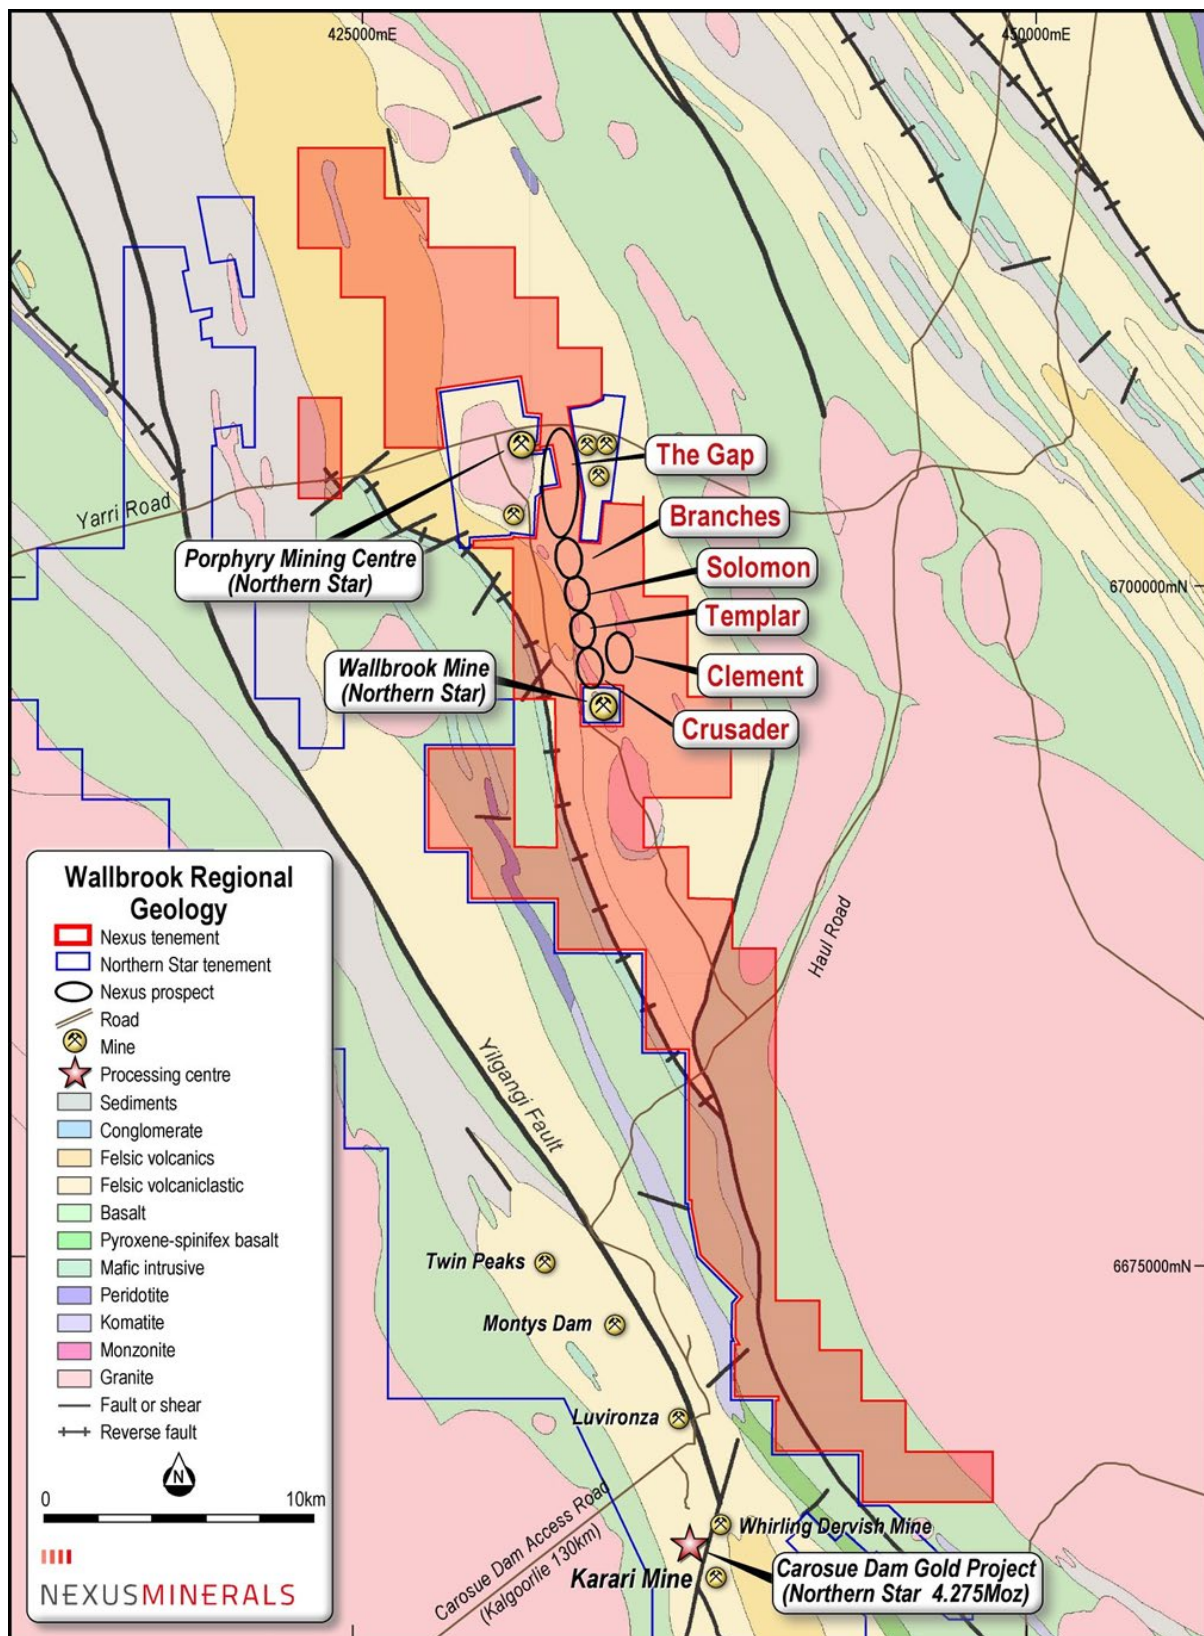 425000mE
450000mE
The Gap
Branches
Yarri Road
Porphyry Mining Centre
(Northern Star)
Solomon
6700000mN
Templar
Wallbrook Mine
(Northern Star)
Clement
Crusader
Wallbrook Regional
Geology
Nexus tenement
Northern Star tenement
Nexus prospect
Road
Mine
Processing centre
Sediments
Conglomerate
Felsic volcanics
Felsic volcaniclastic
Basalt
Pyroxene-spinifex basalt
Mafic intrusive
Peridotite
Komatite
Monzonite
Granite
Fault or shear
Reverse fault
N
0 10km
NEXUSMINERALS
Haul Road
Yilgangi Fault
Twin Peaks
6675000mN
Montys Dam
Luvironza
Carosue Dam Access Road
(Kalgoorlie 130km)
Whirling Dervish Mine
Karari Mine
Carosue Dam Gold Project
(Northern Star 4.275Moz)